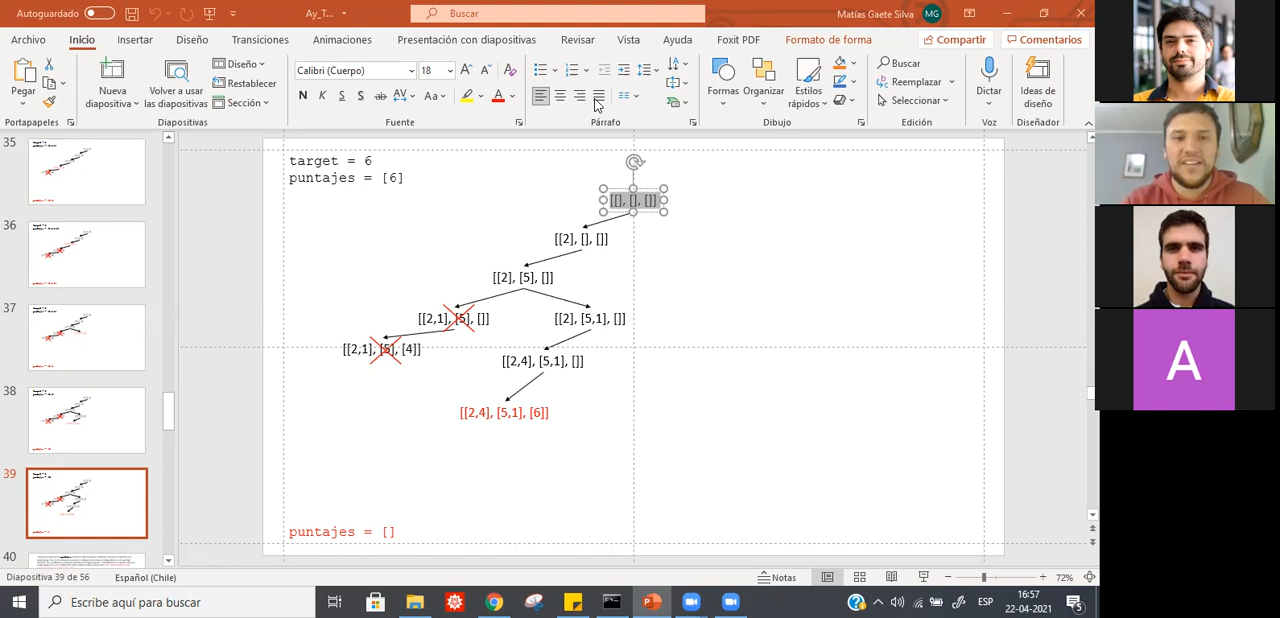 Autoguardado
Ay_T...
Buscar
Matías Gaete Silva
MG
Archivo
Inicio
Insertar
Diseño
Transiciones
Animaciones
Presentación con diapositivas
Revisar
Vista
Ayuda
Foxit PDF
Formato de forma
Compartir
Comentarios
Pegar
Nueva
diapositiva
Volver a usar
las diapositivas
Diseño
Restablecer
Sección
Calibri (Cuerpo)
18
N K S S ab AV Aa A
Formas
Organizar
Estilos
rápidos
Buscar
Reemplazar
Seleccionar
Dictar
Ideas de
diseño
Portapapeles
Diapositivas
Fuente
Párrafo
Dibujo
Edición
Voz
Diseñador
35
36
37
38
39
40
target = 6
puntajes = [6]
[[], [], []]
[[2], [], []]
[[2], [5], []]
[[2,1], [5], []]
[[2], [5,1], []]
[[2,1], [5], [4]]
[[2,4], [5,1], []]
[[2,4], [5,1], [6]]
puntajes = []
A
Diapositiva 39 de 56
Español (Chile)
Notas
72%
Escribe aquí para buscar
ESP
16:57
22-04-2021
5